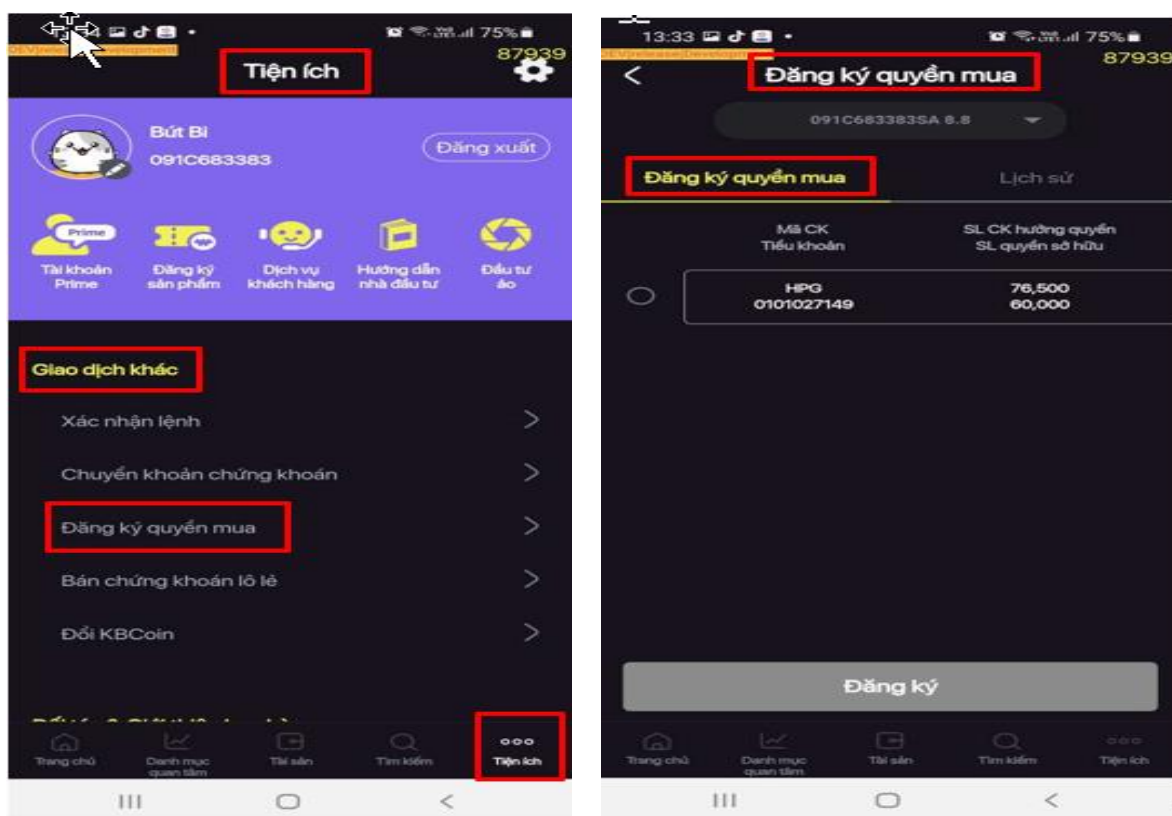 75%
87939
Tiện ích
Bút Bi
091C683383
Đăng xuất
Prime
Tài khoản Prime
Đăng ký sản phẩm
Dịch vụ khách hàng
Hướng dẫn nhà đầu tư
Đầu tư ảo
Giao dịch khác
Xác nhận lệnh
Chuyển khoản chứng khoán
Đăng ký quyền mua
Bán chứng khoán lô lẻ
Đổi KBCoin
Trang chủ
Danh mục quan tâm
Tài sản
Tìm kiếm
Tiện ích
13:33
75%
87939
Đăng ký quyền mua
091C683383SA 8.8
Đăng ký quyền mua
Lịch sử
Mã CK
Tiểu khoản
SL CK hưởng quyền
SL quyền sở hữu
HPG
0101027149
76,500
60,000
Đăng ký
Trang chủ
Danh mục quan tâm
Tài sản
Tìm kiếm
Tiện ích